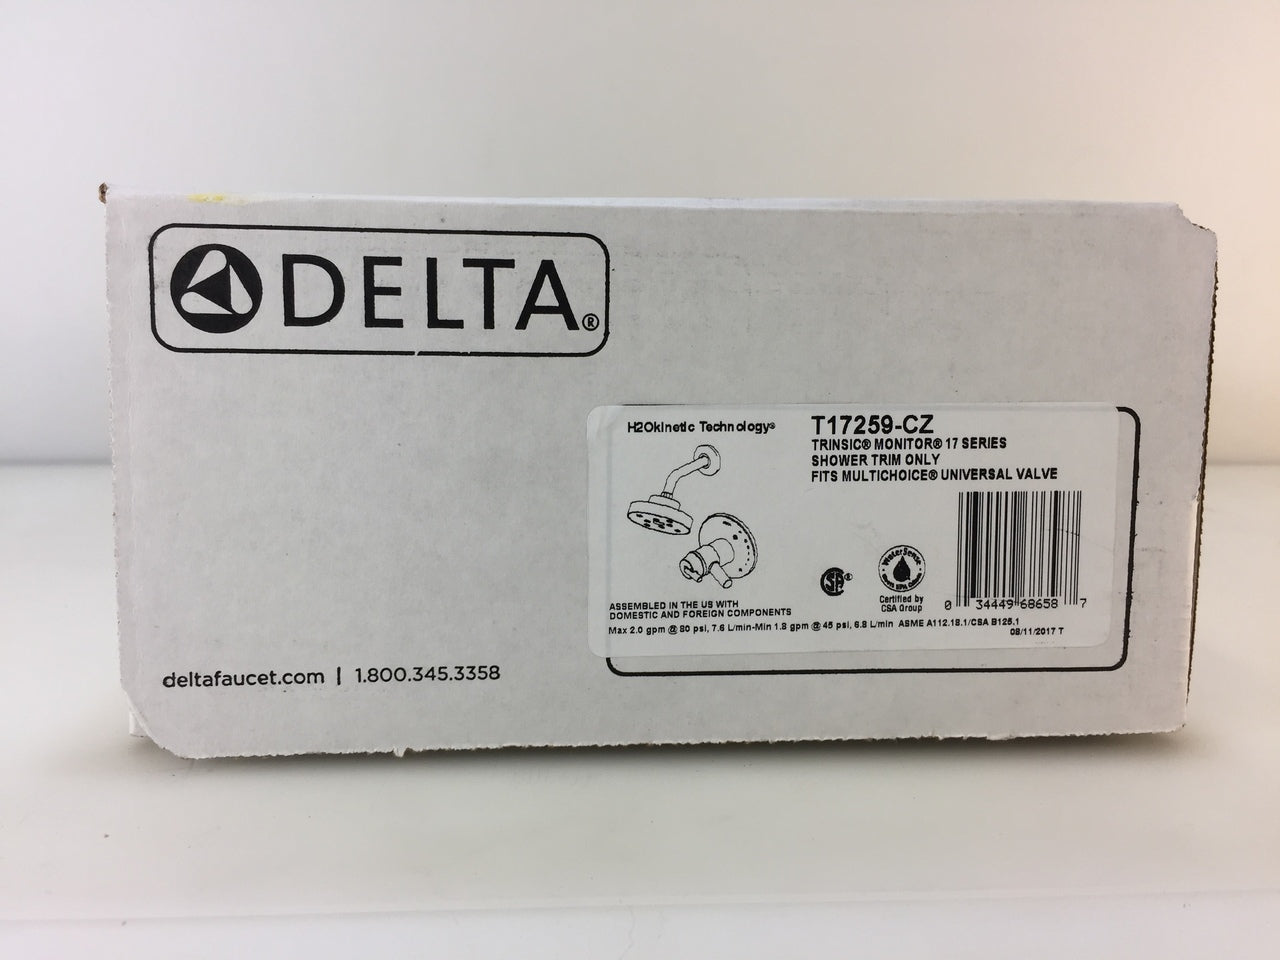 DELTA®
H2Okinetic Technology®
T17259-CZ
TRINSIC® MONITOR® 17 SERIES
SHOWER TRIM ONLY
FITS MULTICHOICE® UNIVERSAL VALVE
WaterSense
Certified by
CSA Group
0 34449 68658 7
ASSEMBLED IN THE US WITH
DOMESTIC AND FOREIGN COMPONENTS
Max 2.0 gpm @ 80 psi, 7.6 L/min-Min 1.8 gpm @ 45 psi, 6.8 L/min ASME A112.18.1/CSA B125.1
08/11/2017 T
deltafaucet.com | 1.800.345.3358